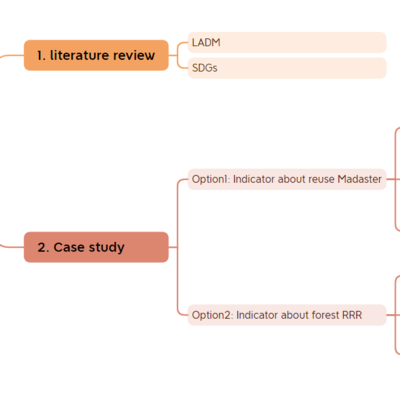 1. literature review
LADM
SDGs
2. Case study
Option1: Indicator about reuse Madaster
Option2: Indicator about forest RRR